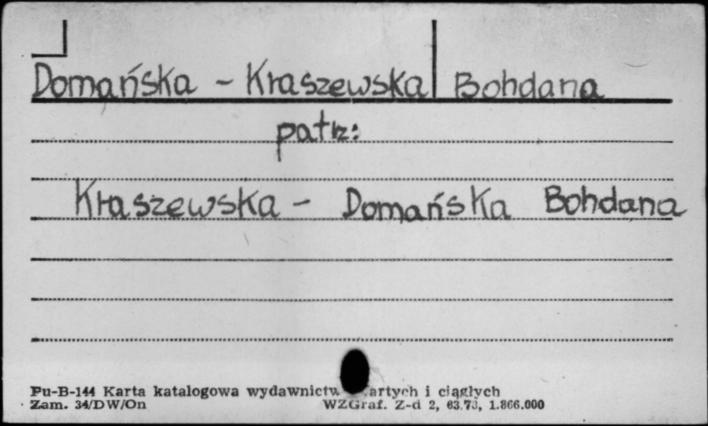 Domańska - Kraszewska Bohdana
patrz:
Kraszewska - Domańska Bohdana
Pu-B-144 Karta katalogowa wydawnictw i ciągłych
Zam. 34/DW/On WZGraf. Z-d 2, 63.73, 1.866.000